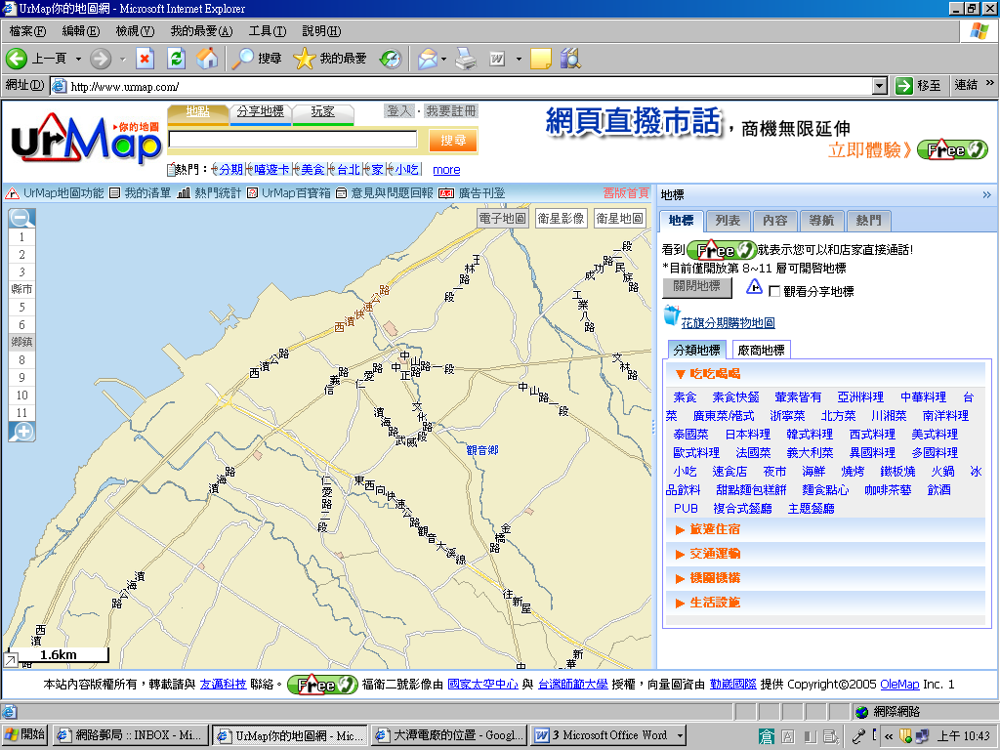 UrMap你的地圖網 - Microsoft Internet Explorer
檔案(F) 編輯(E) 檢視(V) 我的最愛(A) 工具(T) 說明(H)
上一頁 搜尋 我的最愛
網址(D) http://www.urmap.com/ 移至 連結 »
UrMap 你的地圖
地點 分享地標 玩家 登入 · 我要註冊
搜尋
熱門： 分期 嘻遊卡 美食 台北 家 小吃 more
網頁直撥市話，商機無限延伸
立即體驗》 Free
UrMap地圖功能 我的清單 熱門統計 UrMap百寶箱 意見與問題回報 廣告刊登 舊版首頁
電子地圖 衛星影像 衛星地圖
1
2
3
縣市
5
6
鄉鎮
8
9
10
11
西濱快速公路
西濱公路
林一路一段
成功路一段
民族路
工業八路
文林路
中山路一段
中正路
仁愛路
信義路
文化路
濱海路武威段
中山路一段
觀音鄉
濱海路
仁愛路二段
東西向快速公路觀音大溪線
金橋路
濱海公路
往新屋
西濱
中
新華
1.6km
地標 »
地標 列表 內容 導航 熱門
看到 Free 就表示您可以和店家直接通話!
*目前僅開放第 8~11 層可開啓地標
關閉地標 觀看分享地標
花旗分期購物地圖
分類地標 廠商地標
▼吃吃喝喝
素食 素食快餐 葷素皆有 亞洲料理 中華料理 台
菜 廣東菜/港式 浙寧菜 北方菜 川湘菜 南洋料理
泰國菜 日本料理 韓式料理 西式料理 美式料理
歐式料理 法國菜 義大利菜 異國料理 多國料理
小吃 速食店 夜市 海鮮 燒烤 鐵板燒 火鍋 冰
品飲料 甜點麵包糕餅 麵食點心 咖啡茶藝 飲酒
PUB 複合式餐廳 主題餐廳
▶ 旅遊住宿
▶ 交通運輸
▶ 機關機構
▶ 生活設施
本站內容版權所有，轉載請與 友邁科技 聯絡。 Free 福衛二號影像由 國家太空中心 與 台灣師範大學 授權，向量圖資由 勤崴國際 提供 Copyright©2005 OleMap Inc. 1
網際網路
開始 網路郵局 :: INBOX - Mi... UrMap你的地圖網 - Mic... 大潭電廠的位置 - Googl... 3 Microsoft Office Word 倉 A « 上午 10:43